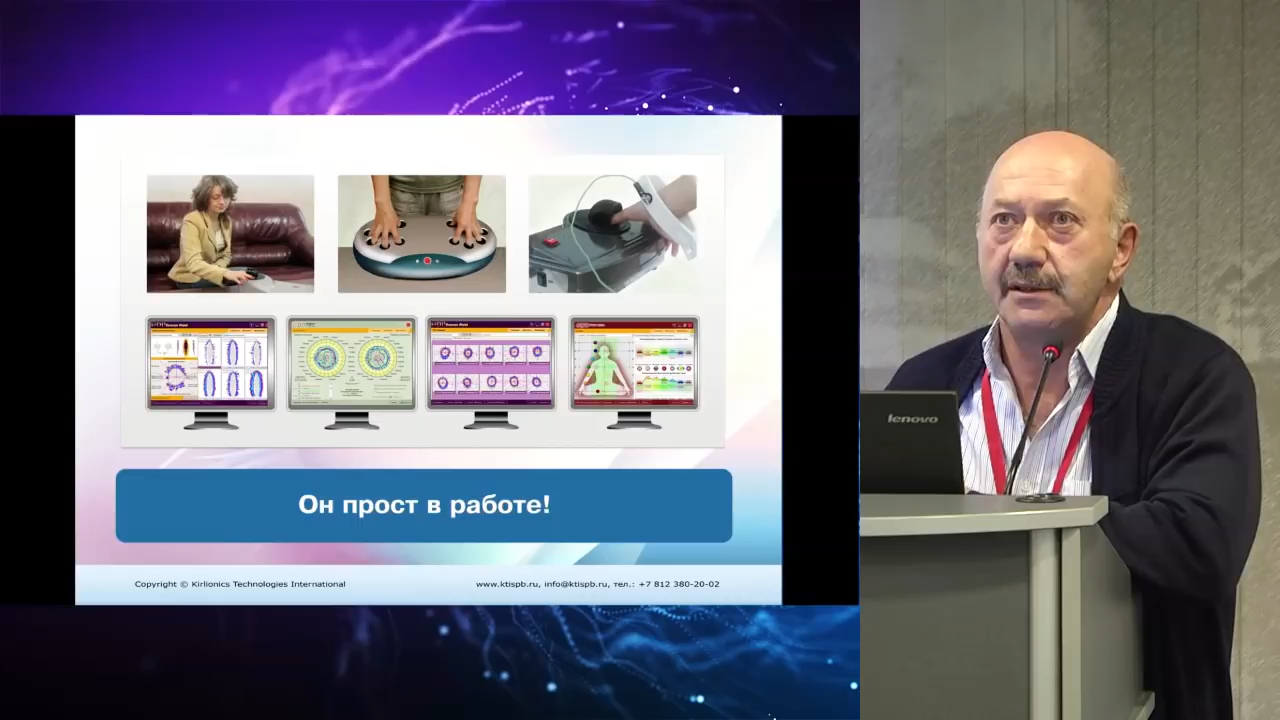 Он прост в работе!
Copyright © Kirlionics Technologies International
www.ktispb.ru, info@ktispb.ru, тел.: +7 812 380-20-02
lenovo